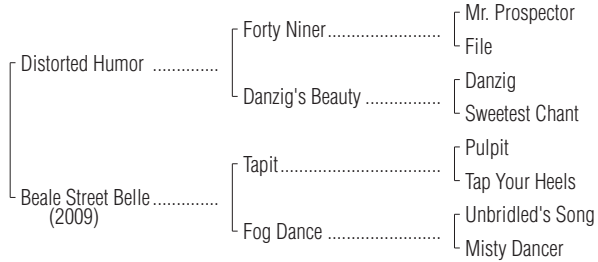 Distorted Humor ..............
Forty Niner........................
Mr. Prospector
File
Danzig's Beauty ................
Danzig
Sweetest Chant
Beale Street Belle..............
(2009)
Tapit..................................
Pulpit
Tap Your Heels
Fog Dance ........................
Unbridled's Song
Misty Dancer